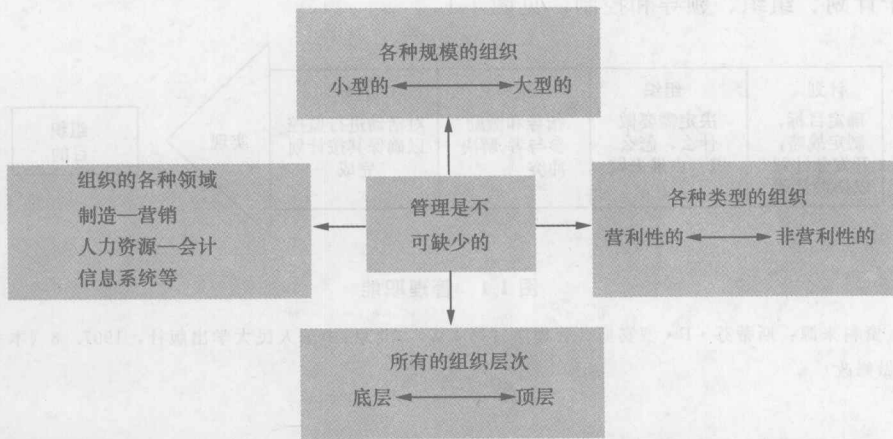 各种规模的组织
小型的 大型的
组织的各种领域
制造—营销
人力资源—会计
信息系统等
管理是不
可缺少的
各种类型的组织
营利性的 非营利性的
所有的组织层次
底层 顶层